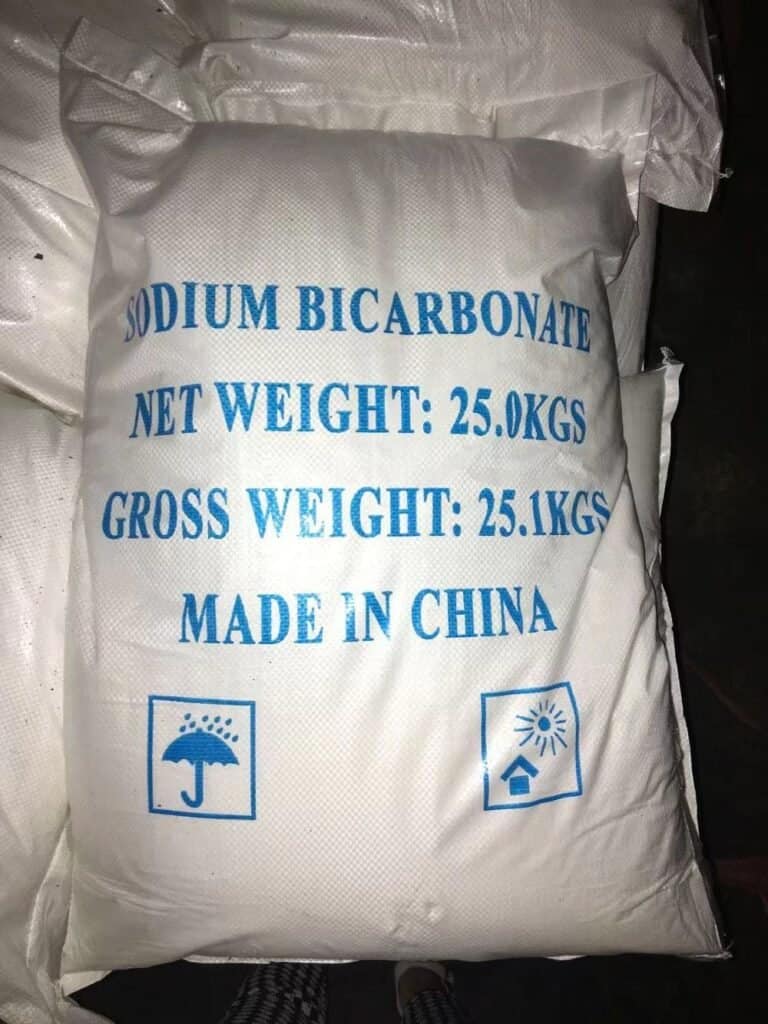 SODIUM BICARBONATE
NET WEIGHT: 25.0KGS
GROSS WEIGHT: 25.1KGS
MADE IN CHINA